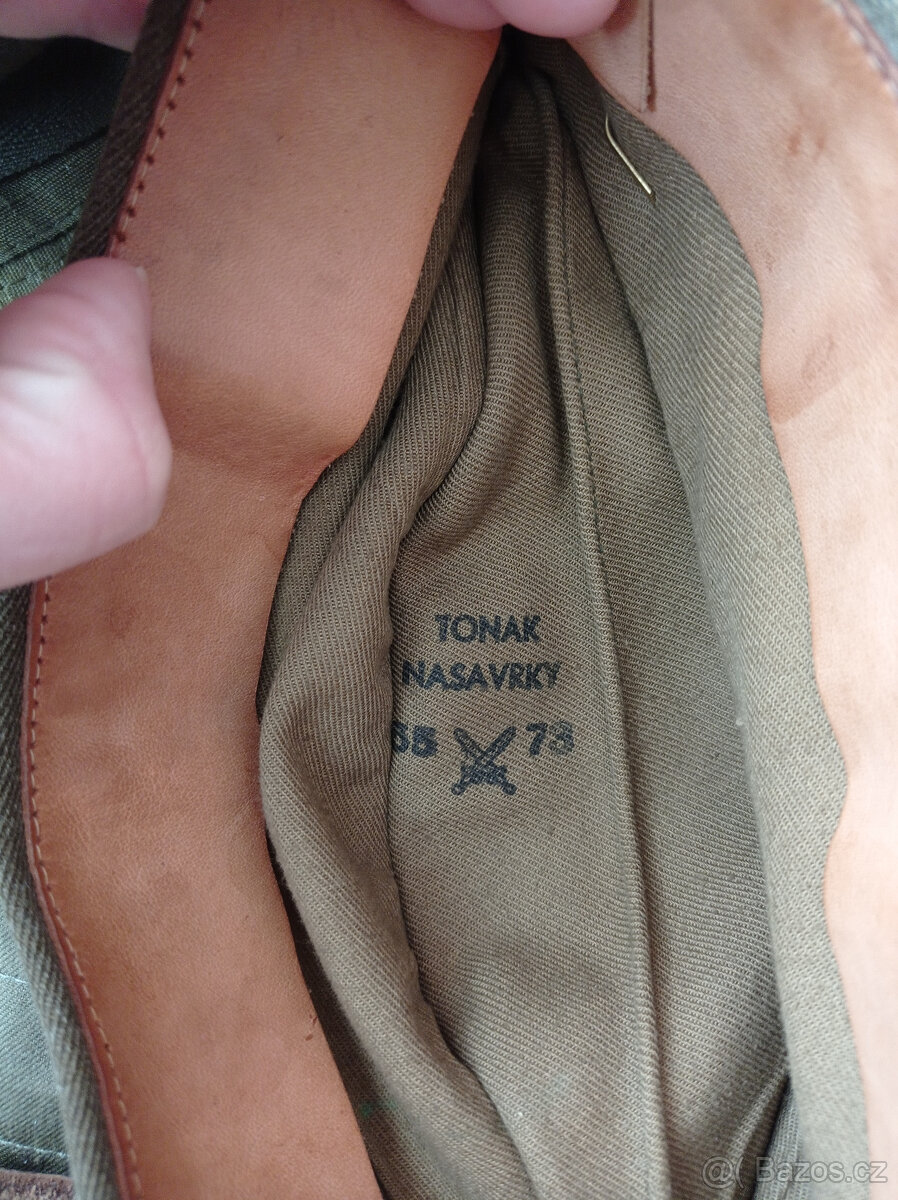 TONAK
NASAVRKY
55 73
@ Bazos.cz